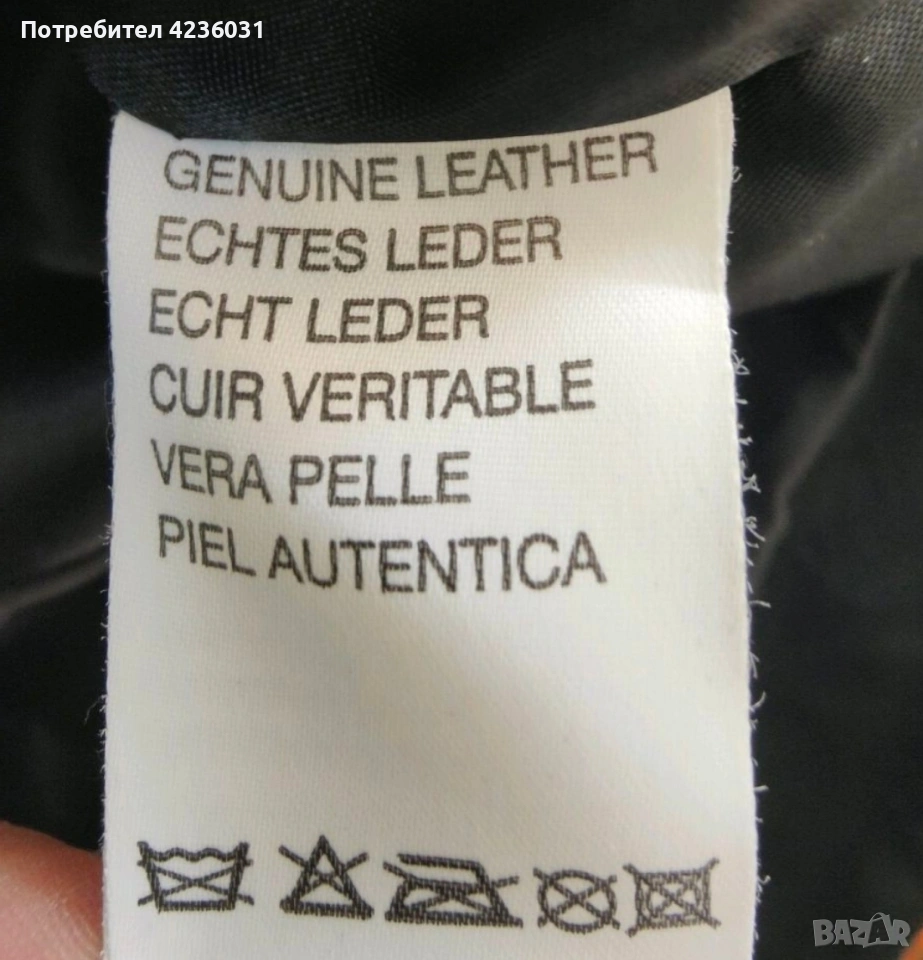 Потребител 4236031
GENUINE LEATHER
ECHTES LEDER
ECHT LEDER
CUIR VERITABLE
VERA PELLE
PIEL AUTENTICA
BAZAR